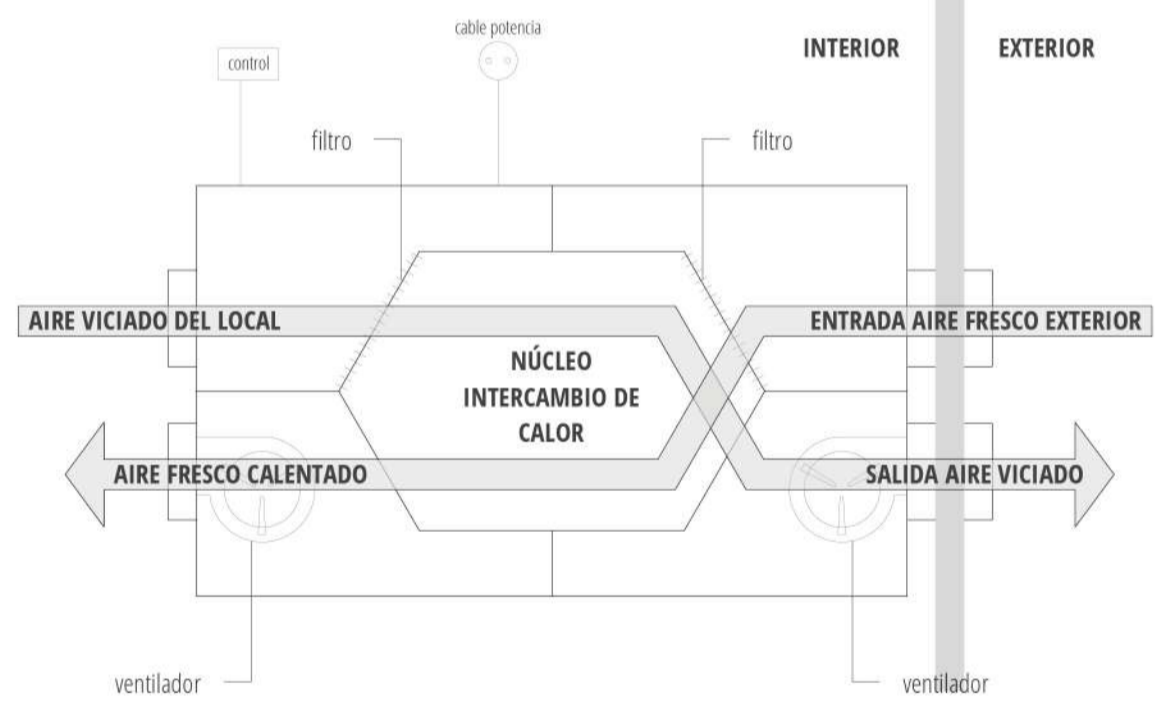 cable potencia
INTERIOR
EXTERIOR
control
filtro
filtro
AIRE VICIADO DEL LOCAL
ENTRADA AIRE FRESCO EXTERIOR
NÚCLEO
INTERCAMBIO DE
CALOR
AIRE FRESCO CALENTADO
SALIDA AIRE VICIADO
ventilador
ventilador